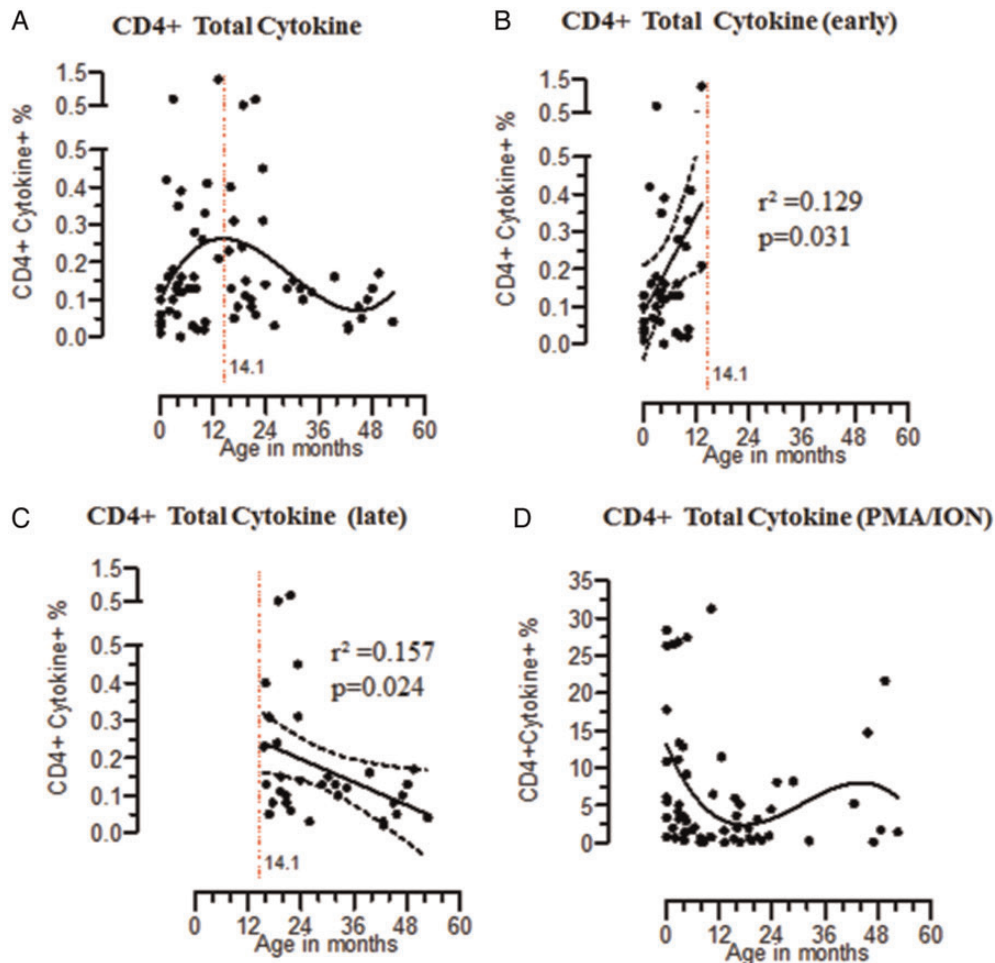 A
CD4+ Total Cytokine
CD4+ Cytokine+ %
1.5
0.5
0.5
0.4
0.3
0.2
0.1
0.0
14.1
0 12 24 36 48 60
Age in months
B
CD4+ Total Cytokine (early)
CD4+ Cytokine+ %
1.5
0.5
0.5
0.4
0.3
0.2
0.1
0.0
r² =0.129
p=0.031
14.1
0 12 24 36 48 60
Age in months
C
CD4+ Total Cytokine (late)
CD4+ Cytokine+ %
1.5
0.5
0.5
0.4
0.3
0.2
0.1
0.0
r² =0.157
p=0.024
14.1
0 12 24 36 48 60
Age in months
D
CD4+ Total Cytokine (PMA/ION)
CD4+Cytokine+ %
35
30
25
20
15
10
5
0
0 12 24 36 48 60
Age in months